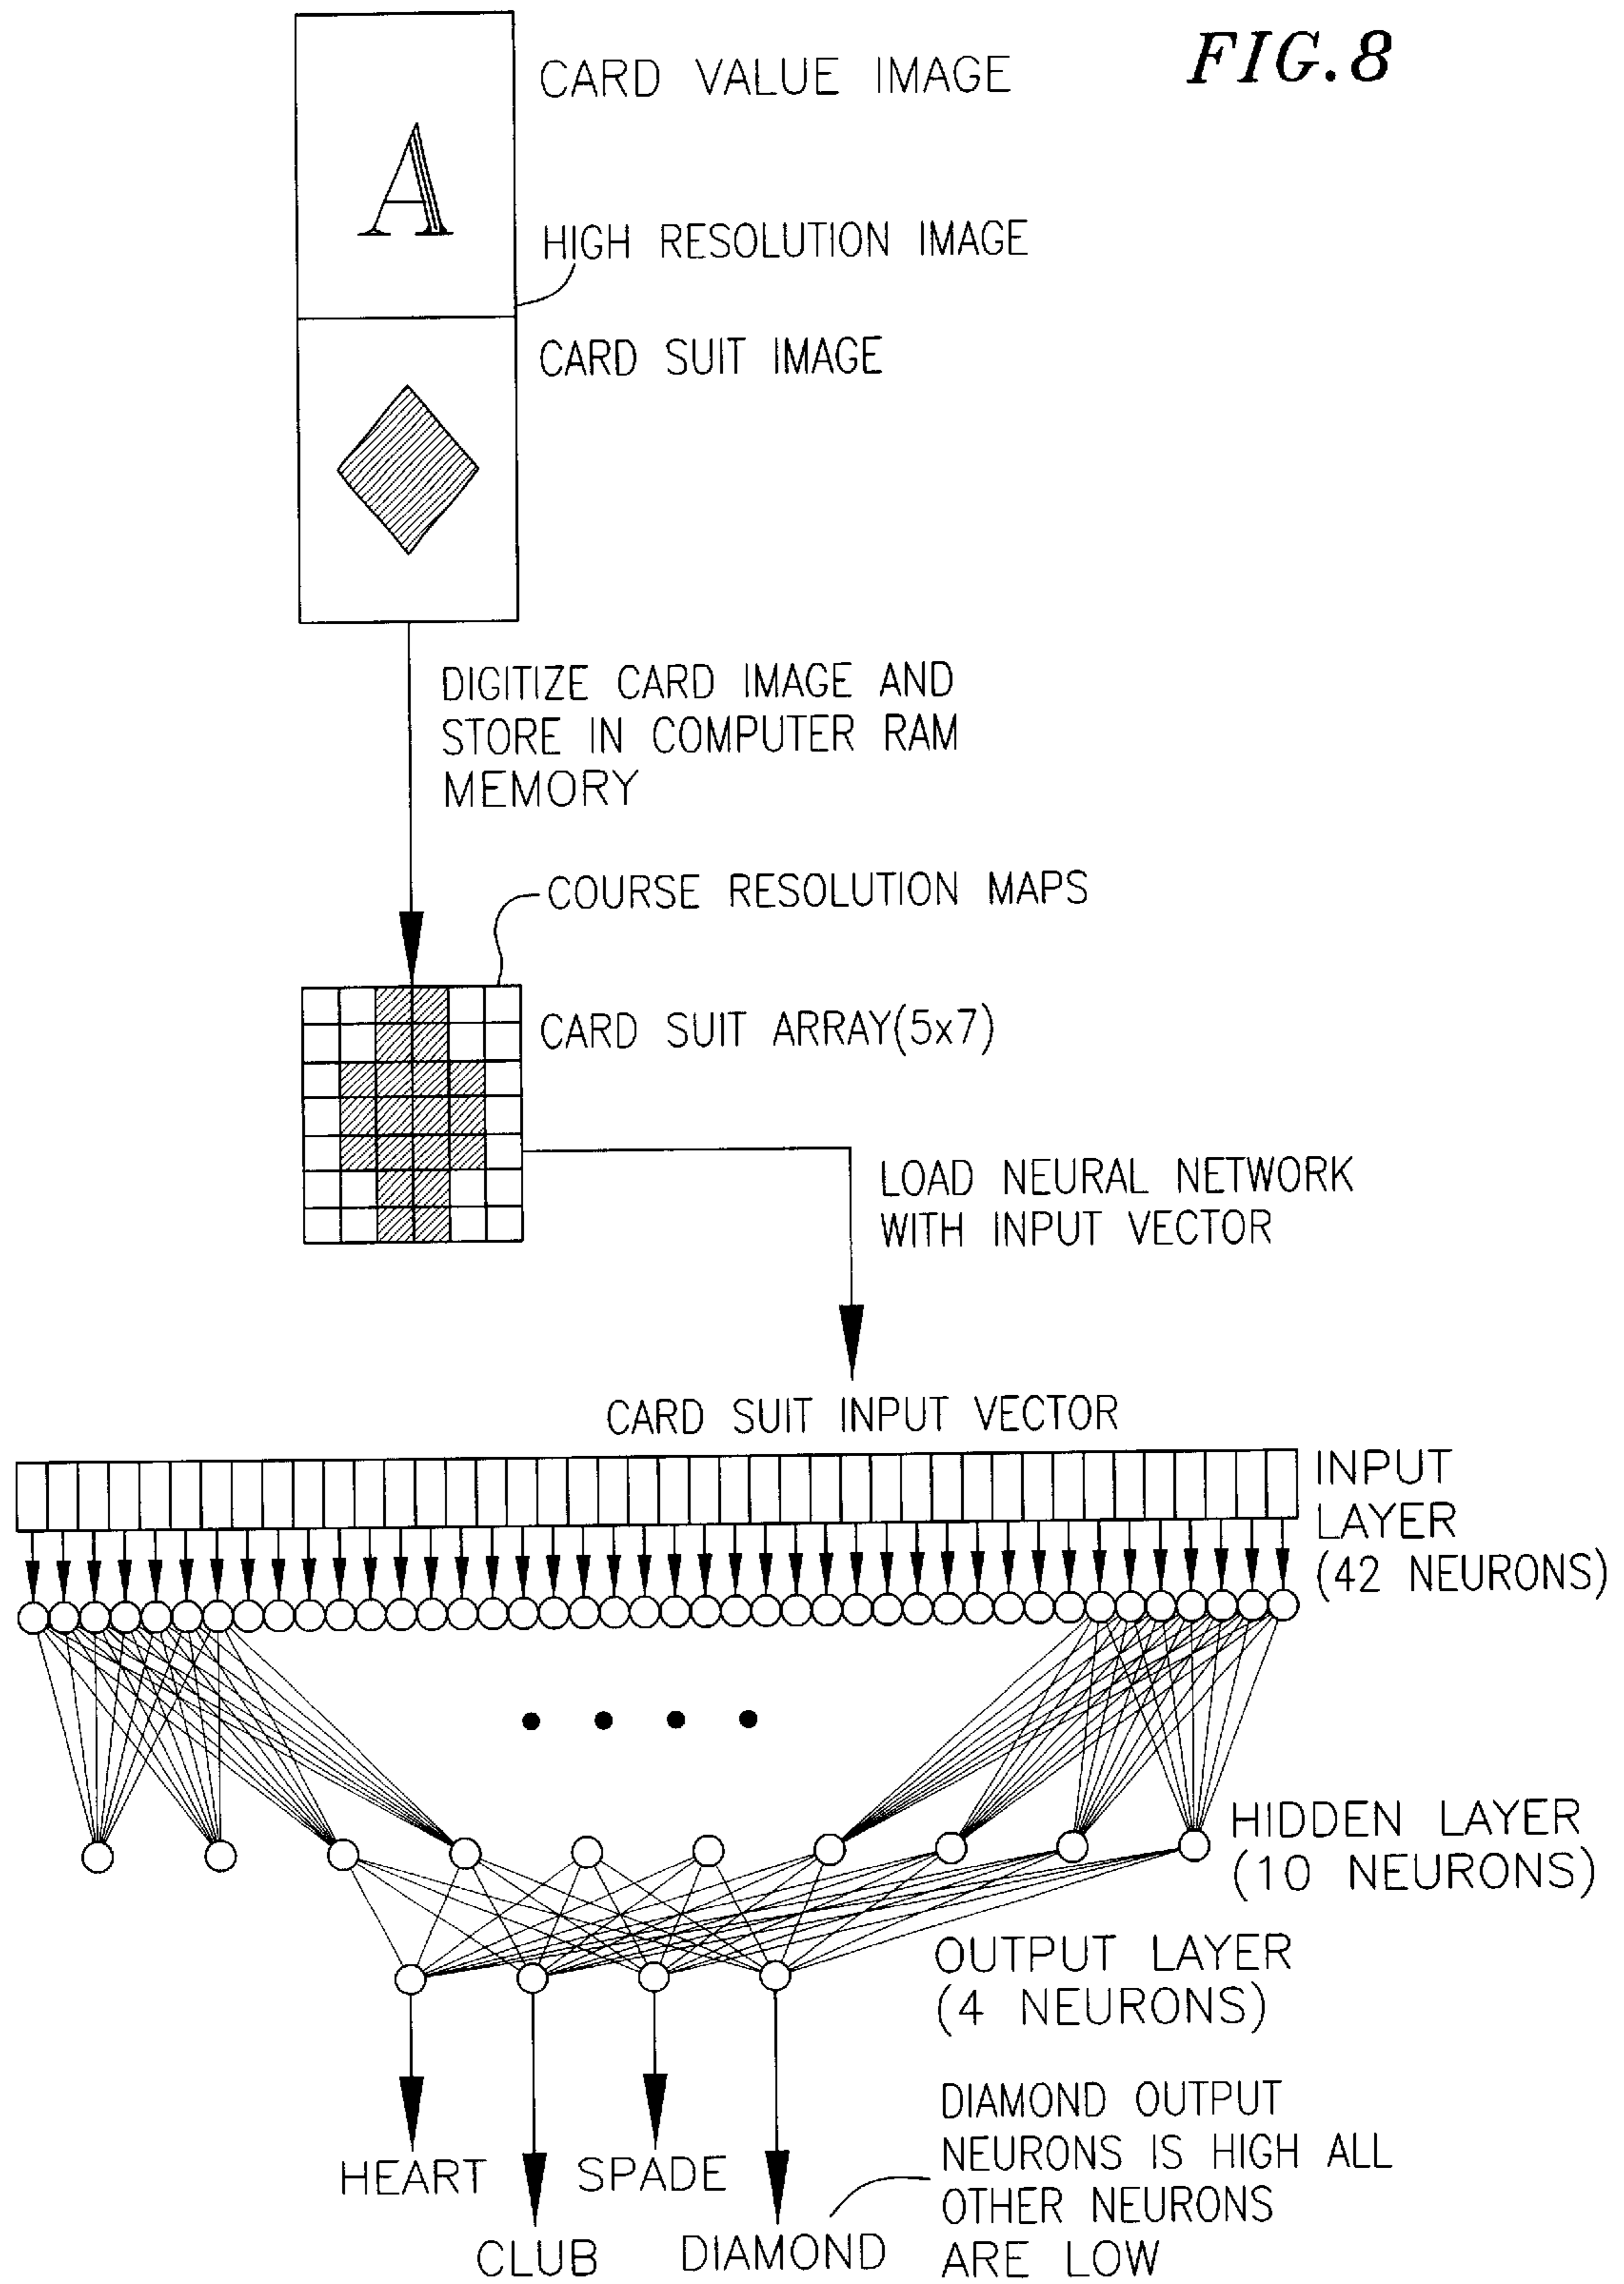 FIG.8
CARD VALUE IMAGE
A
HIGH RESOLUTION IMAGE
CARD SUIT IMAGE
DIGITIZE CARD IMAGE AND
STORE IN COMPUTER RAM
MEMORY
COURSE RESOLUTION MAPS
CARD SUIT ARRAY(5x7)
LOAD NEURAL NETWORK
WITH INPUT VECTOR
CARD SUIT INPUT VECTOR
INPUT
LAYER
(42 NEURONS)
HIDDEN LAYER
(10 NEURONS)
OUTPUT LAYER
(4 NEURONS)
HEART
CLUB
SPADE
DIAMOND
DIAMOND OUTPUT
NEURONS IS HIGH ALL
OTHER NEURONS
ARE LOW